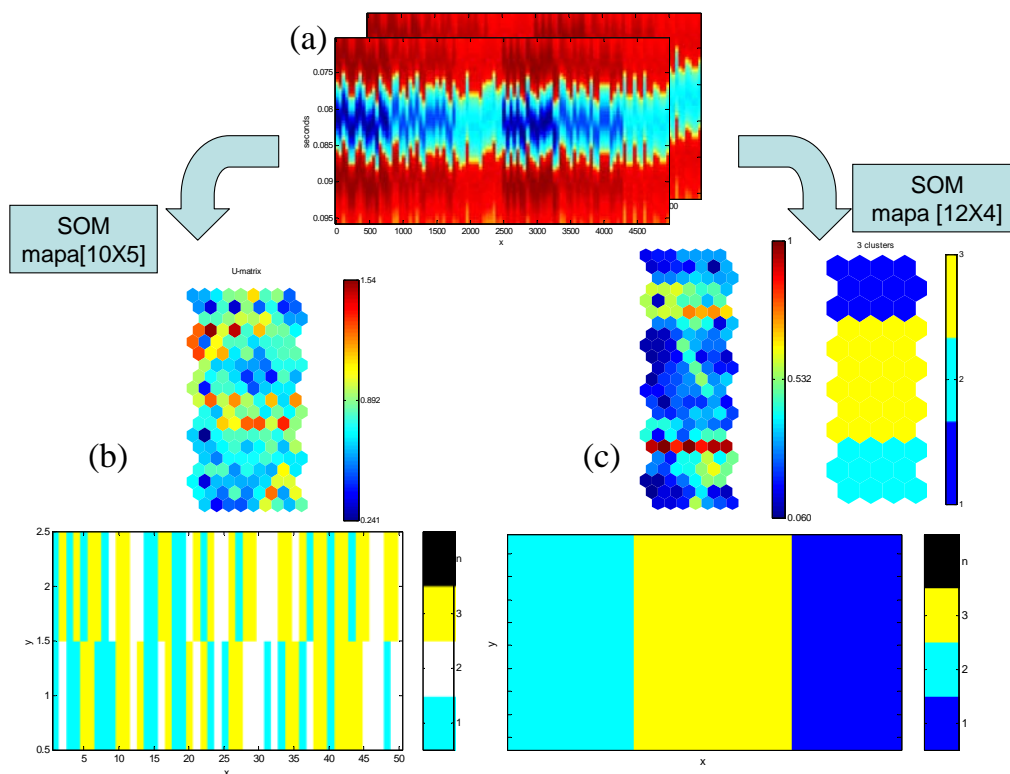 (a)
0.075
0.08
0.085
0.09
0.095
seconds
0 500 1000 1500 2000 2500 3000 3500 4000 4500
x
SOM
mapa[10X5]
SOM
mapa [12X4]
U-matrix
1.54
0.892
0.241
(b)
1
0.532
0.060
(c)
3 clusters
3
2
1
2.5
2
1.5
1
0.5
y
5 10 15 20 25 30 35 40 45 50
x
n
3
2
1
y
x
n
3
2
1